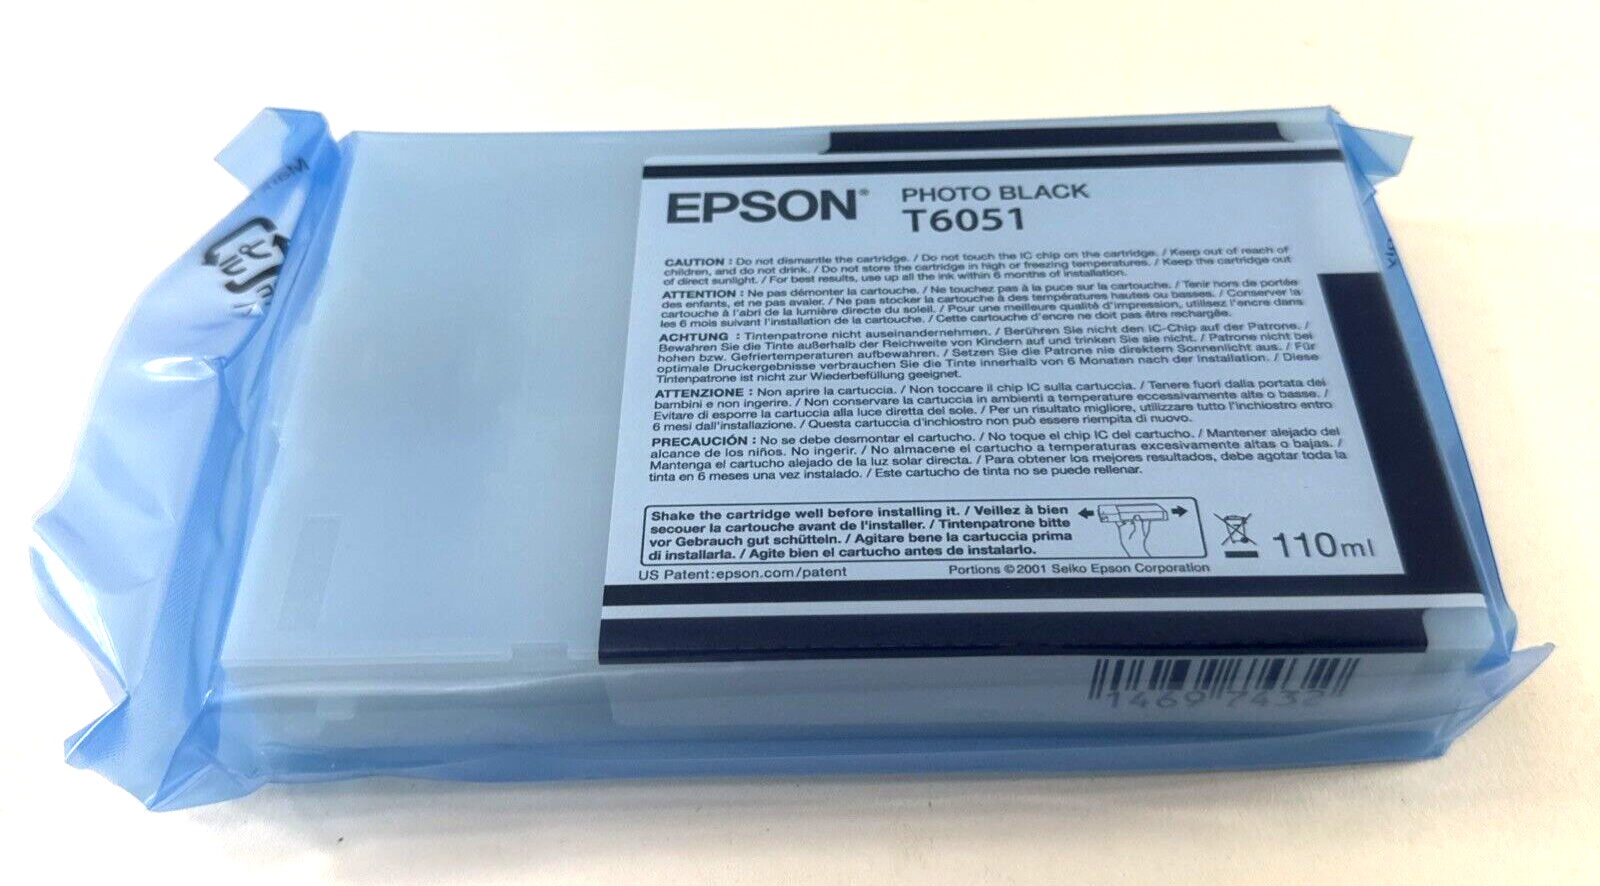 EPSON® PHOTO BLACK
T6051
CAUTION : Do not dismantle the cartridge. / Do not touch the IC chip on the cartridge. / Keep out of reach of
children, and do not drink. / Do not store the cartridge in high or freezing temperatures. / Keep the cartridge out
of direct sunlight. / For best results, use up all the ink within 6 months of installation.
ATTENTION : Ne pas démonter la cartouche. / Ne touchez pas à la puce sur la cartouche. / Tenir hors de portée
des enfants, et ne pas avaler. / Ne pas stocker la cartouche à des températures hautes ou basses. / Conserver la
cartouche à l'abri de la lumière directe du soleil. / Pour une meilleure qualité d'impression, utilisez l'encre dans
les 6 mois suivant l'installation de la cartouche. / Cette cartouche d'encre ne doit pas être rechargée.
ACHTUNG : Tintenpatrone nicht auseinandernehmen. / Berühren Sie nicht den IC-Chip auf der Patrone. /
Bewahren Sie die Tinte außerhalb der Reichweite von Kindern auf und trinken Sie sie nicht. / Patrone nicht bei
hohen bzw. Gefriertemperaturen aufbewahren. / Setzen Sie die Patrone nie direktem Sonnenlicht aus. / Für
optimale Druckergebnisse verbrauchen Sie die Tinte innerhalb von 6 Monaten nach der Installation. / Diese
Tintenpatrone ist nicht zur Wiederbefüllung geeignet.
ATTENZIONE : Non aprire la cartuccia. / Non toccare il chip IC sulla cartuccia. / Tenere fuori dalla portata dei
bambini e non ingerire. / Non conservare la cartuccia in ambienti a temperature eccessivamente alte o basse. /
Evitare di esporre la cartuccia alla luce diretta del sole. / Per un risultato migliore, utilizzare tutto l'inchiostro entro
6 mesi dall'installazione. / Questa cartuccia d'inchiostro non può essere riempita di nuovo.
PRECAUCIÓN : No se debe desmontar el cartucho. / No toque el chip IC del cartucho. / Mantener alejado del
alcance de los niños. No ingerir. / No almacene el cartucho a temperaturas excesivamente altas o bajas. /
Mantenga el cartucho alejado de la luz solar directa. / Para obtener los mejores resultados, debe agotar toda la
tinta en 6 meses una vez instalado. / Este cartucho de tinta no se puede rellenar.
Shake the cartridge well before installing it. / Veillez à bien
secouer la cartouche avant de l'installer. / Tintenpatrone bitte
vor Gebrauch gut schütteln. / Agitare bene la cartuccia prima
di installarla. / Agite bien el cartucho antes de instalarlo.
110ml
US Patent:epson.com/patent Portions ©2001 Seiko Epson Corporation
14697432